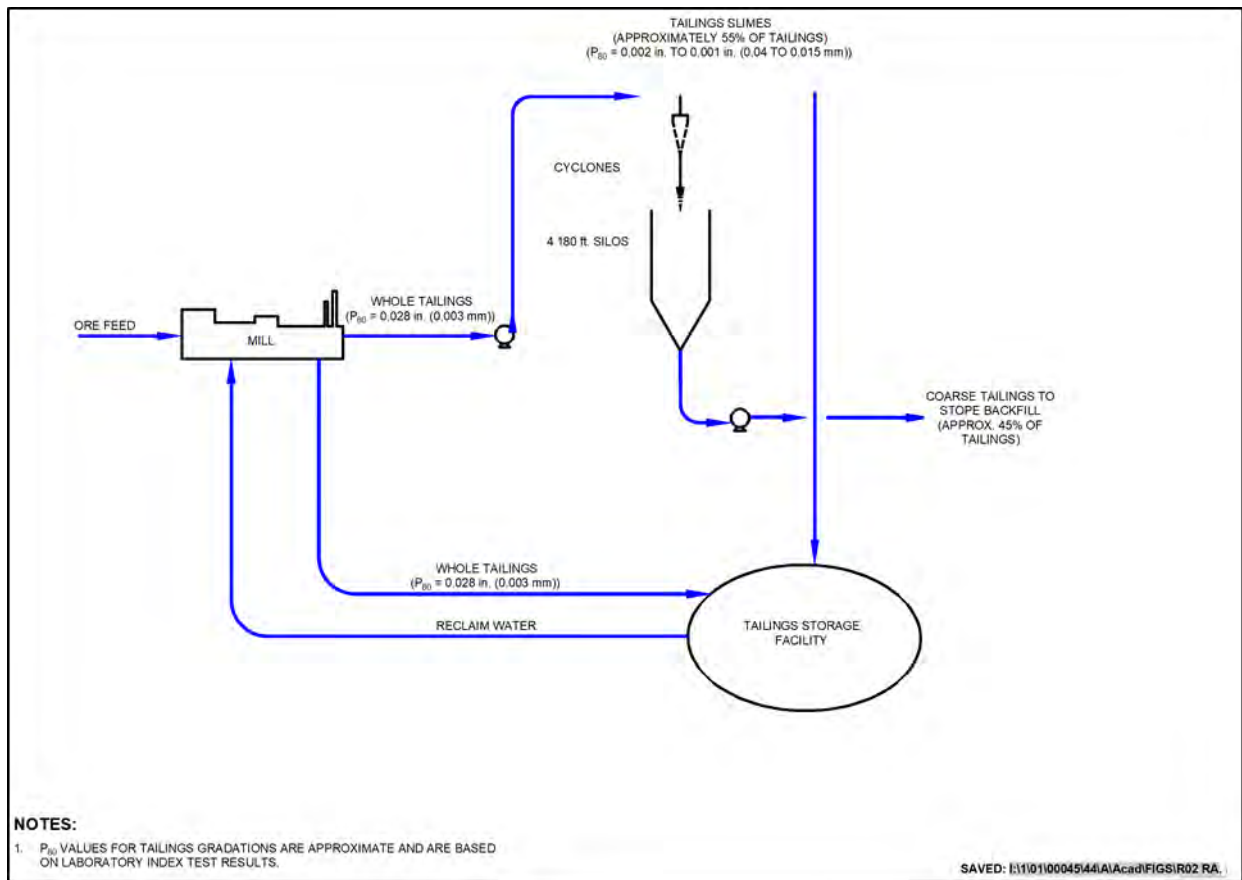 TAILINGS SLIMES
(APPROXIMATELY 55% OF TAILINGS)
(P80 = 0.002 in. TO 0.001 in. (0.04 TO 0.015 mm))
CYCLONES
4 180 ft. SILOS
WHOLE TAILINGS
(P80 = 0.028 in. (0.003 mm))
ORE FEED
MILL
COARSE TAILINGS TO
STOPE BACKFILL
(APPROX. 45% OF
TAILINGS)
WHOLE TAILINGS
(P80 = 0.028 in. (0.003 mm))
RECLAIM WATER
TAILINGS STORAGE
FACILITY
NOTES:
1. P80 VALUES FOR TAILINGS GRADATIONS ARE APPROXIMATE AND ARE BASED
ON LABORATORY INDEX TEST RESULTS.
SAVED: I:\1\01\00045\44\A\Acad\FIGS\R02 RA,